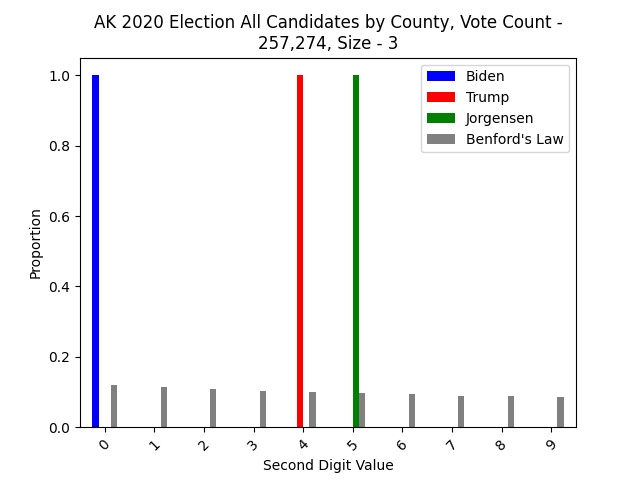 AK 2020 Election All Candidates by County, Vote Count -
257,274, Size - 3
Biden
Trump
Jorgensen
Benford's Law
1.0
0.8
0.6
0.4
0.2
0.0
Proportion
0 1 2 3 4 5 6 7 8 9
Second Digit Value